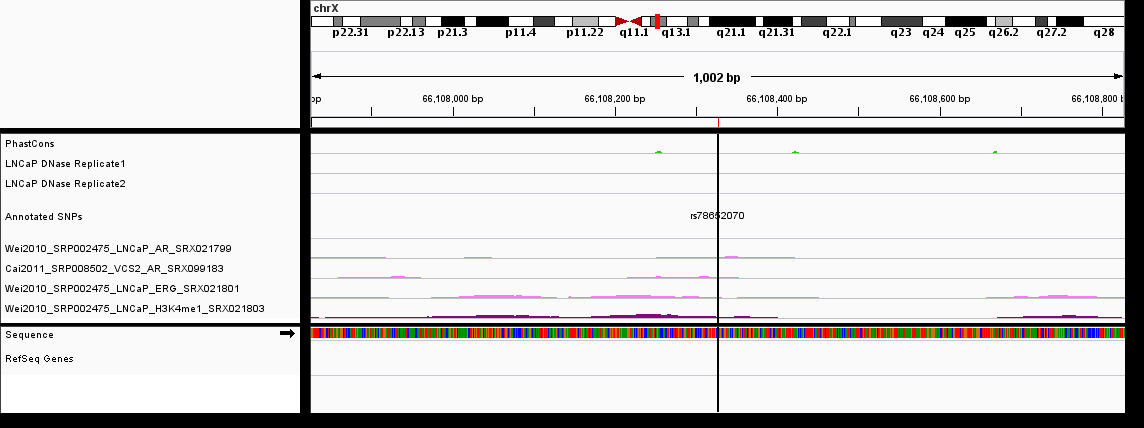 chrX
p22.31 p22.13 p21.3 p11.4 p11.22 q11.1 q13.1 q21.1 q21.31 q22.1 q23 q24 q25 q26.2 q27.2 q28
1,002 bp
bp 66,108,000 bp 66,108,200 bp 66,108,400 bp 66,108,600 bp 66,108,800 b
PhastCons
LNCaP DNase Replicate1
LNCaP DNase Replicate2
Annotated SNPs rs78652070
Wei2010_SRP002475_LNCaP_AR_SRX021799
Cai2011_SRP008502_VCS2_AR_SRX099183
Wei2010_SRP002475_LNCaP_ERG_SRX021801
Wei2010_SRP002475_LNCaP_H3K4me1_SRX021803
Sequence
RefSeq Genes